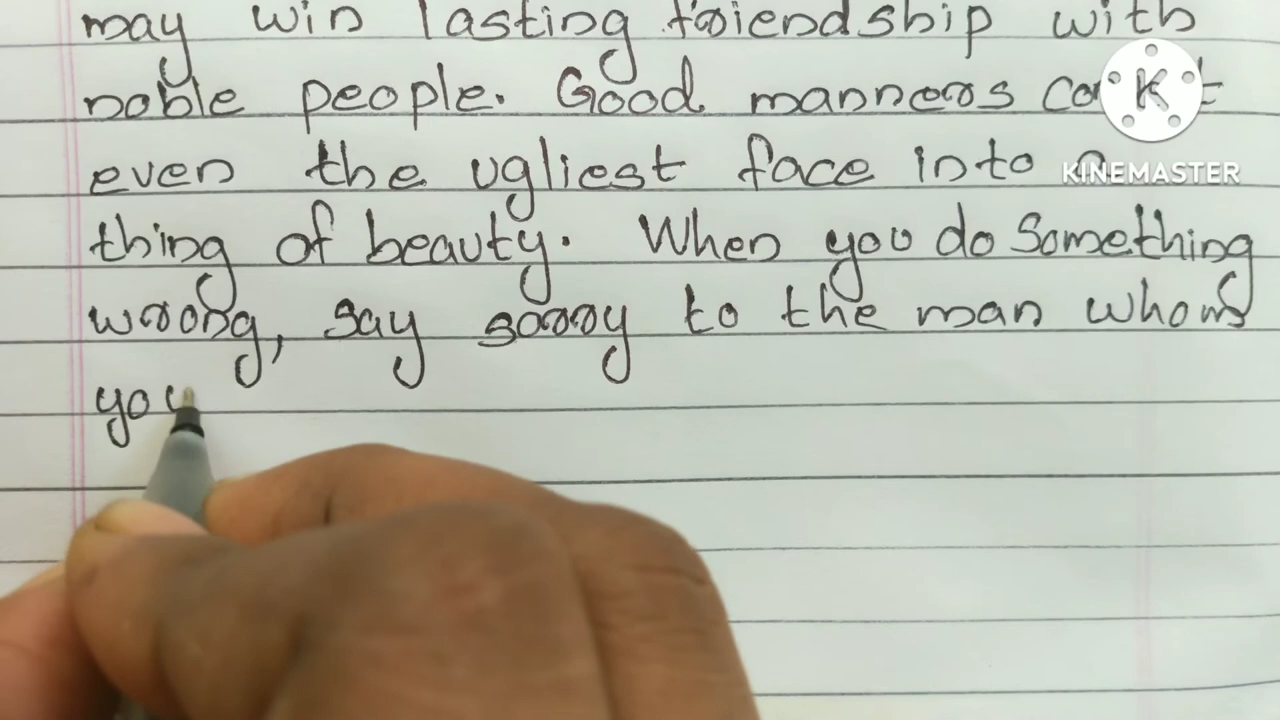 may win lasting friendship with
noble people. Good manners
even the ugliest face into a
thing of beauty. When you do Something
wrong, say sorry to the man whom
you
K
KINEMASTER